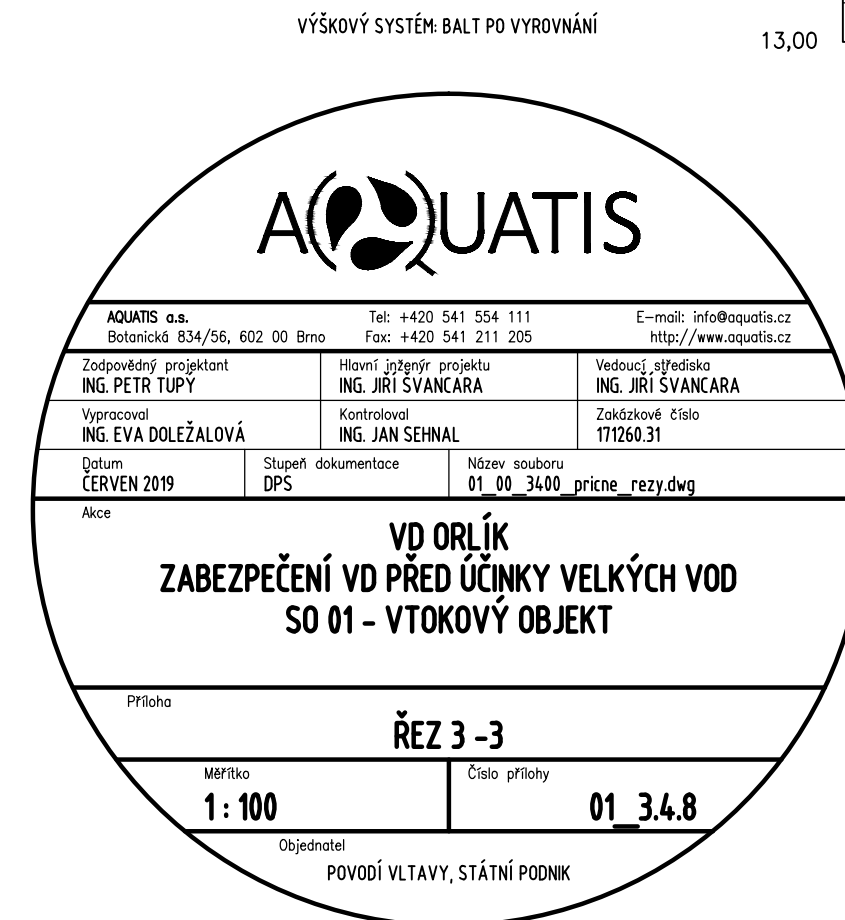 VÝŠKOVÝ SYSTÉM: BALT PO VYROVNÁNÍ
13,00
AQUATIS
AQUATIS a.s. Tel: +420 541 554 111 E-mail: info@aquatis.cz
Botanická 834/56, 602 00 Brno Fax: +420 541 211 205 http://www.aquatis.cz
Zodpovědný projektant Hlavní inženýr projektu Vedoucí střediska
ING. PETR TUPÝ ING. JIŘÍ ŠVANCARA ING. JIŘÍ ŠVANCARA
Vypracoval Kontroloval Zakázkové číslo
ING. EVA DOLEŽALOVÁ ING. JAN SEHNAL 171260.31
Datum Stupeň dokumentace Název souboru
ČERVEN 2019 DPS 01_00_3400_pricne_rezy.dwg
Akce
VD ORLÍK
ZABEZPEČENÍ VD PŘED ÚČINKY VELKÝCH VOD
SO 01 - VTOKOVÝ OBJEKT
Příloha
ŘEZ 3 -3
Měřítko Číslo přílohy
1 : 100 01_3.4.8
Objednatel
POVODÍ VLTAVY, STÁTNÍ PODNIK